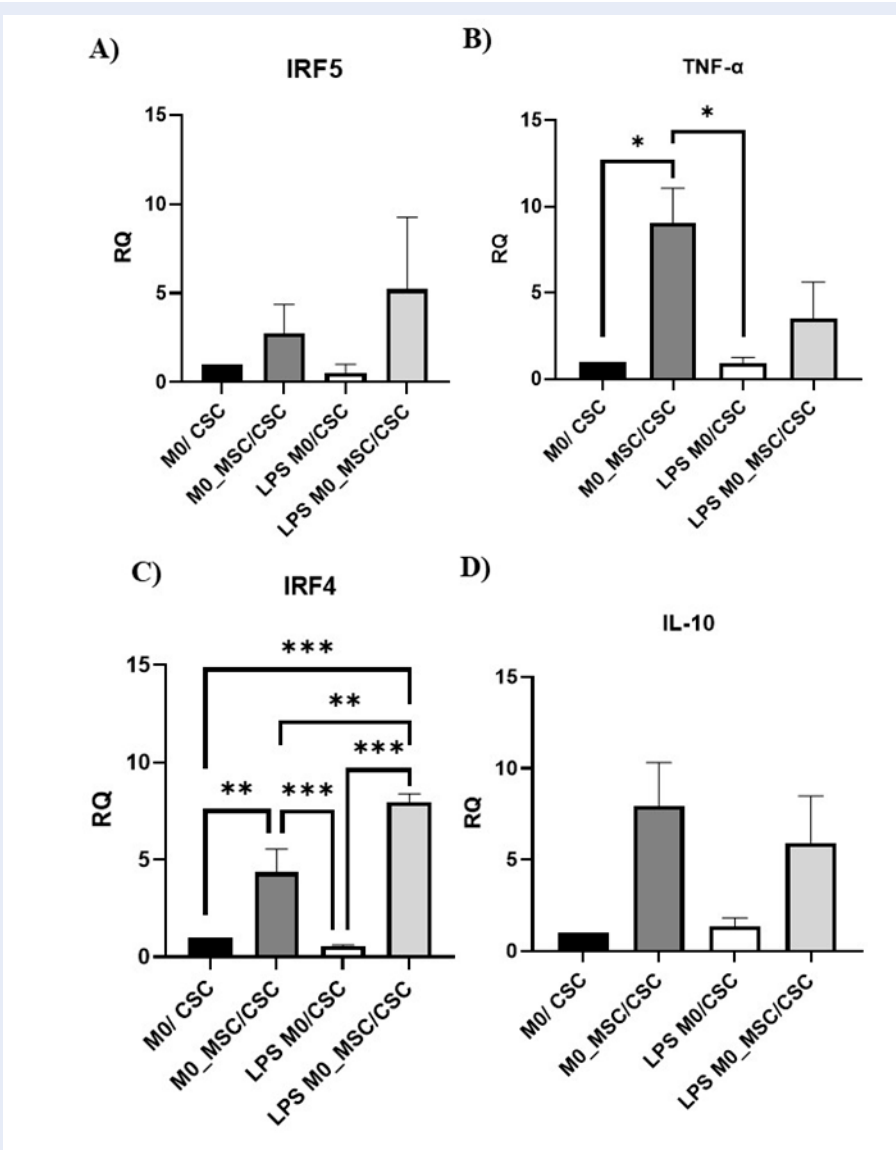 A)
IRF5
15
10
5
0
RQ
M0/ CSC
M0_MSC/CSC
LPS M0/CSC
LPS M0_MSC/CSC
B)
TNF-α
*
*
15
10
5
0
RQ
M0/ CSC
M0_MSC/CSC
LPS M0/CSC
LPS M0_MSC/CSC
C)
IRF4
***
**
***
**
***
15
10
5
0
RQ
M0/ CSC
M0_MSC/CSC
LPS M0/CSC
LPS M0_MSC/CSC
D)
IL-10
15
10
5
0
RQ
M0/ CSC
M0_MSC/CSC
LPS M0/CSC
LPS M0_MSC/CSC